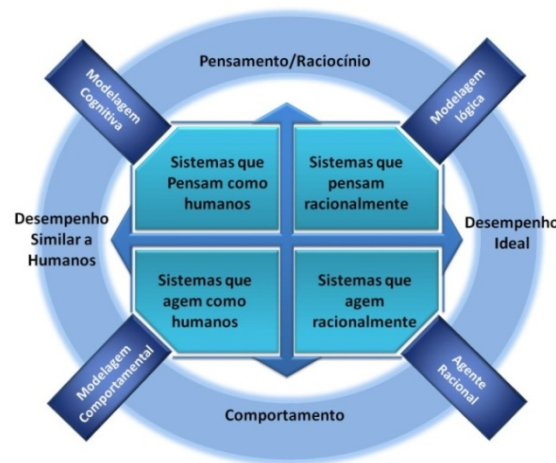 Pensamento/Raciocínio
Modelagem
Cognitiva
Modelagem
lógica
Sistemas que
Pensam como
humanos
Sistemas que
pensam
racionalmente
Desempenho
Similar a
Humanos
Desempenho
Ideal
Sistemas que
agem como
humanos
Sistemas que
agem
racionalmente
Modelagem
Comportamental
Agente
Racional
Comportamento